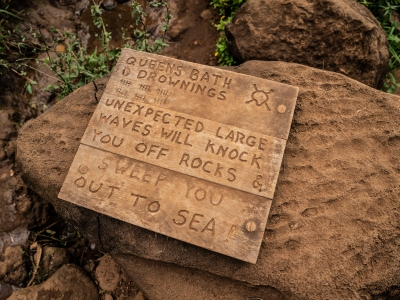 QUEENS BATH
DROWNINGS
UNEXPECTED LARGE
WAVES WILL KNOCK
YOU OFF ROCKS &
SWEEP YOU
OUT TO SEA!